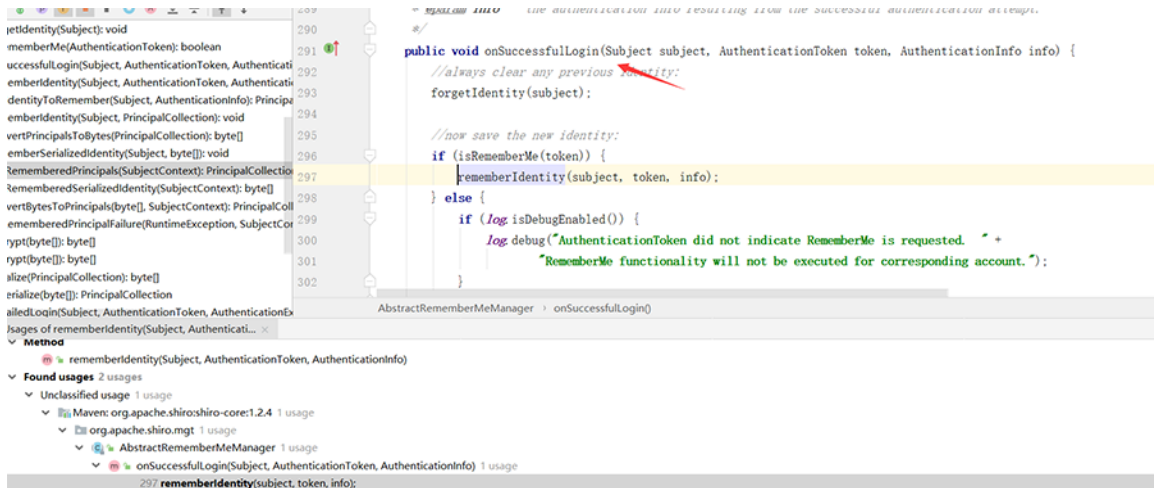 getIdentity(Subject): void
ememberMe(AuthenticationToken): boolean
uccessfulLogin(Subject, AuthenticationToken, Authenticati
ememberIdentity(Subject, AuthenticationToken, Authenticati
dentityToRemember(Subject, AuthenticationInfo): Principa
emberIdentity(Subject, PrincipalCollection): void
vertPrincipalsToBytes(PrincipalCollection): byte[]
emberSerializedIdentity(Subject, byte[]): void
RememberedPrincipals(SubjectContext): PrincipalCollectio
RememberedSerializedIdentity(SubjectContext): byte[]
vertBytesToPrincipals(byte[], SubjectContext): PrincipalColl
ememberedPrincipalFailure(RuntimeException, SubjectCor
rypt(byte[]): byte[]
rypt(byte[]): byte[]
alize(PrincipalCollection): byte[]
erialize(byte[]): PrincipalCollection
ailedLogin(Subject, AuthenticationToken, AuthenticationEx
289 * @param info the authentication info resulting from the successful authentication attempt.
290 */
291 public void onSuccessfulLogin(Subject subject, AuthenticationToken token, AuthenticationInfo info) {
292 //always clear any previous identity:
293 forgetIdentity(subject);
294
295 //now save the new identity:
296 if (isRememberMe(token)) {
297 rememberIdentity(subject, token, info);
298 } else {
299 if (log.isDebugEnabled()) {
300 log.debug("AuthenticationToken did not indicate RememberMe is requested. " +
301 "RememberMe functionality will not be executed for corresponding account.");
302 }
AbstractRememberMeManager › onSuccessfulLogin()
Usages of rememberIdentity(Subject, Authenticati... ×
Method
rememberIdentity(Subject, AuthenticationToken, AuthenticationInfo)
Found usages 2 usages
Unclassified usage 1 usage
Maven: org.apache.shiro:shiro-core:1.2.4 1 usage
org.apache.shiro.mgt 1 usage
AbstractRememberMeManager 1 usage
onSuccessfulLogin(Subject, AuthenticationToken, AuthenticationInfo) 1 usage
297 rememberIdentity(subject, token, info);